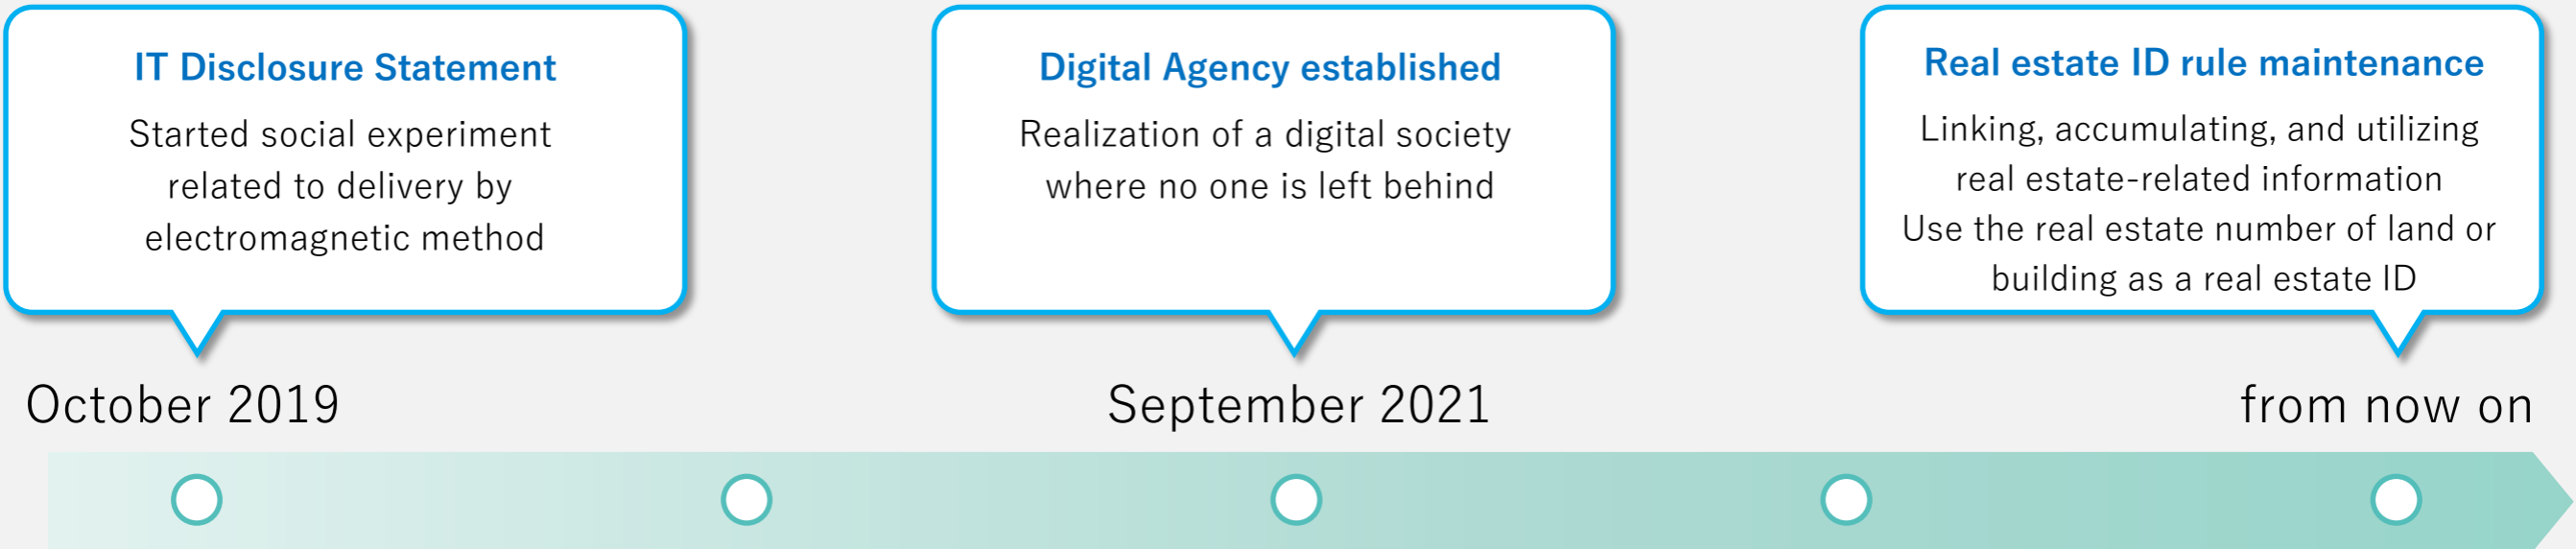 IT Disclosure Statement
Started social experiment
related to delivery by
electromagnetic method
October 2019
Digital Agency established
Realization of a digital society
where no one is left behind
September 2021
Real estate ID rule maintenance
Linking, accumulating, and utilizing
real estate-related information
Use the real estate number of land or
building as a real estate ID
from now on